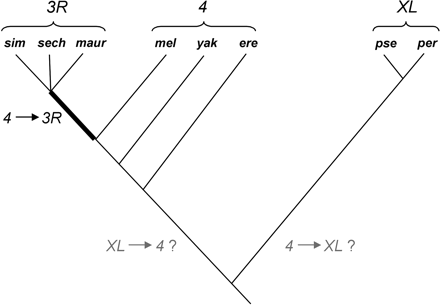 3R 4 XL
sim sech maur mel yak ere pse per
4 → 3R
XL → 4 ? 4 → XL ?